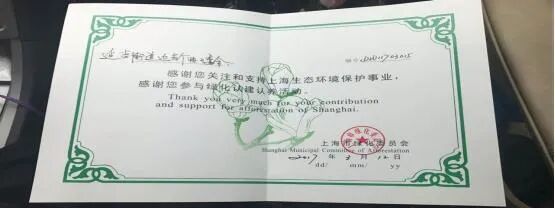 感谢您关注和支持上海生态环境保护事业，
感谢您参与绿化认建认养活动。
Thank you very much for your contribution
and support for afforestation of Shanghai.
上海市绿化委员会
Shanghai Municipal Committee of Afforestation
2017 年 3 月 12 日
dd/ mm/ yy